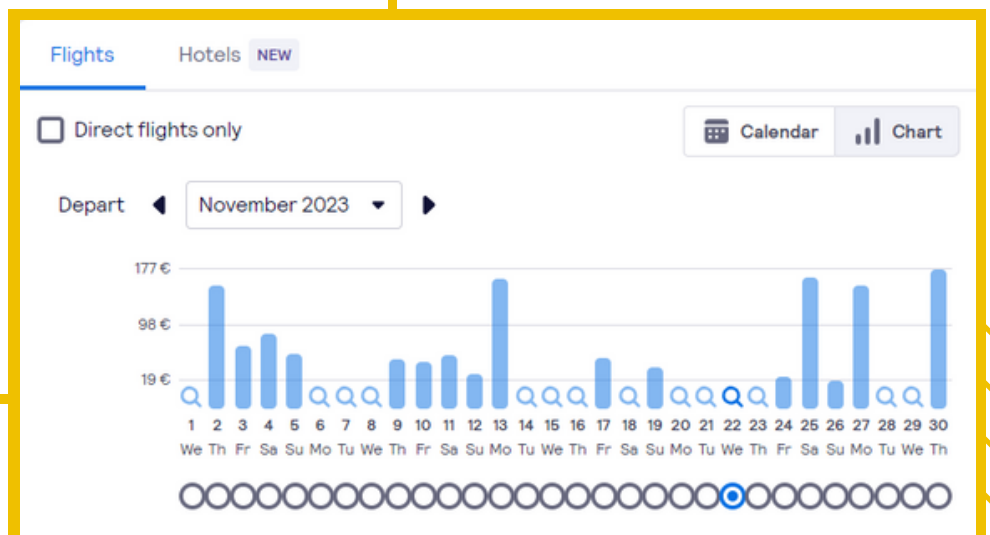 Flights Hotels NEW
Direct flights only Calendar Chart
Depart November 2023
177 €
98 €
19 €
1 2 3 4 5 6 7 8 9 10 11 12 13 14 15 16 17 18 19 20 21 22 23 24 25 26 27 28 29 30
We Th Fr Sa Su Mo Tu We Th Fr Sa Su Mo Tu We Th Fr Sa Su Mo Tu We Th Fr Sa Su Mo Tu We Th